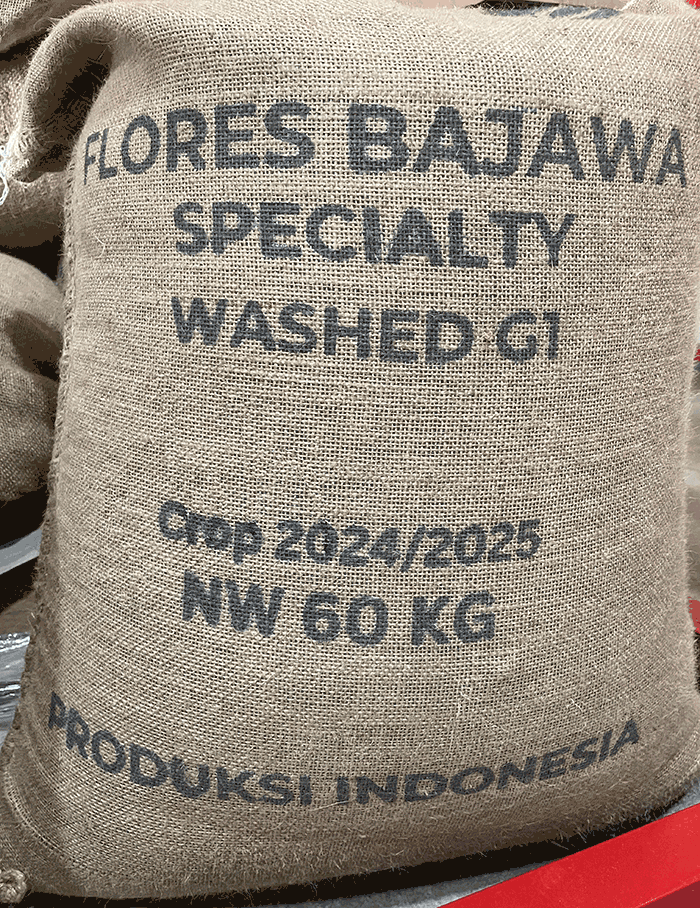 FLORES BAJAWA
SPECIALTY
WASHED G1
Crop 2024/2025
NW 60 KG
PRODUKSI INDONESIA